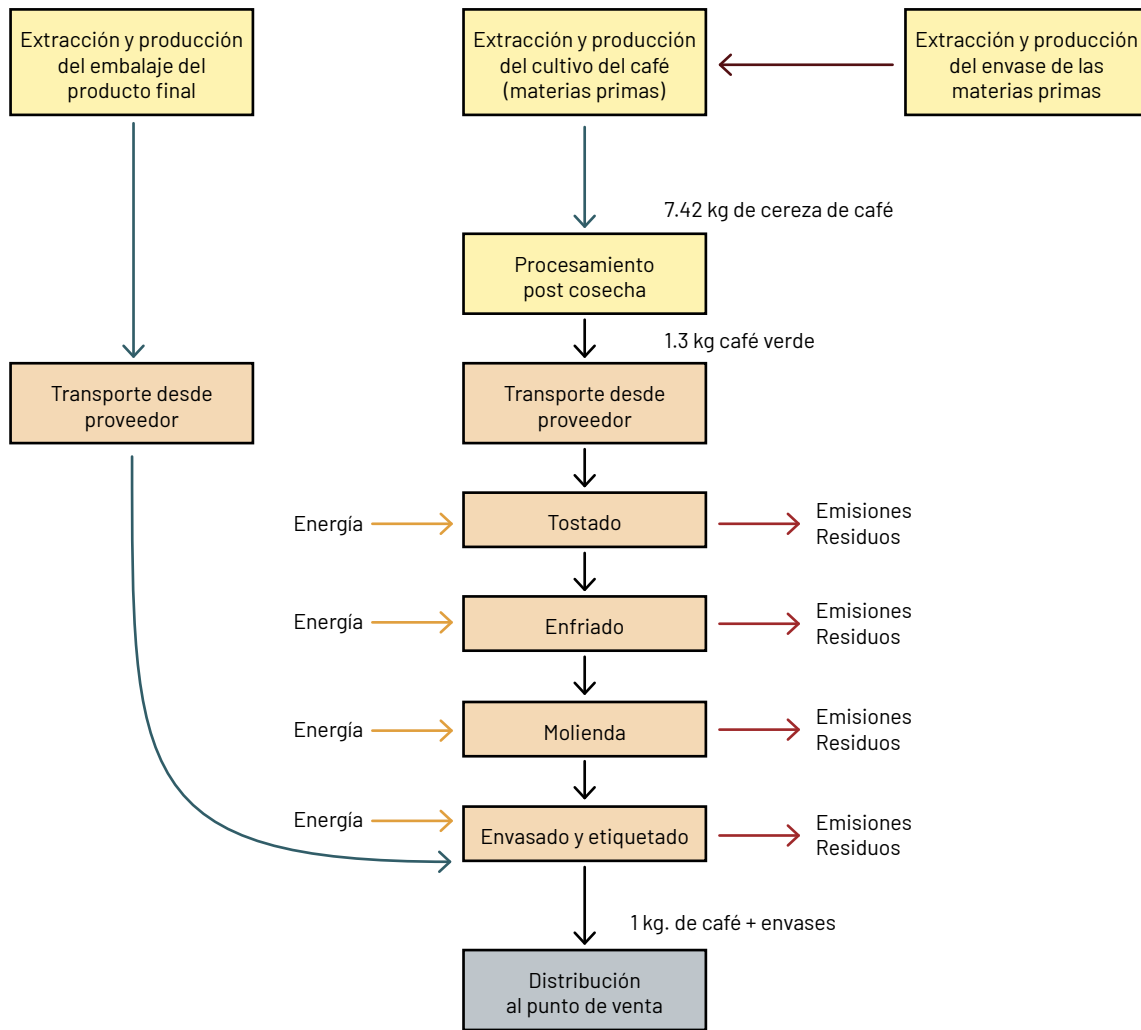 Extracción y producción
del embalaje del
producto final
Extracción y producción
del cultivo del café
(materias primas)
Extracción y producción
del envase de las
materias primas
7.42 kg de cereza de café
Procesamiento
post cosecha
1.3 kg café verde
Transporte desde
proveedor
Transporte desde
proveedor
Energía
Tostado
Emisiones
Residuos
Energía
Enfriado
Emisiones
Residuos
Energía
Molienda
Emisiones
Residuos
Energía
Envasado y etiquetado
Emisiones
Residuos
1 kg. de café + envases
Distribución
al punto de venta